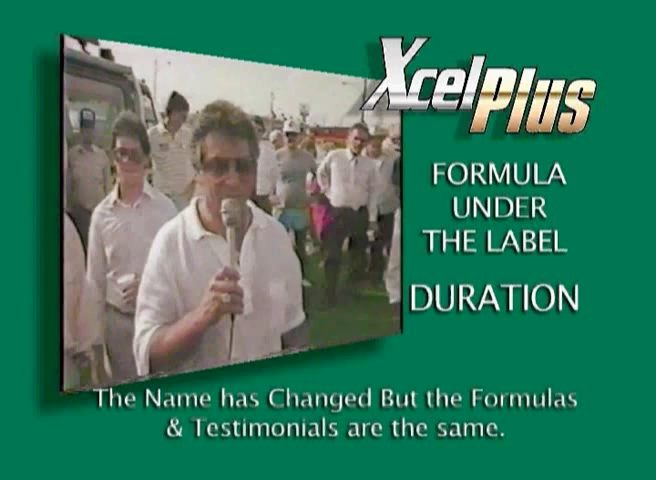 XcelPlus
FORMULA
UNDER
THE LABEL
DURATION
The Name has Changed But the Formulas
& Testimonials are the same.